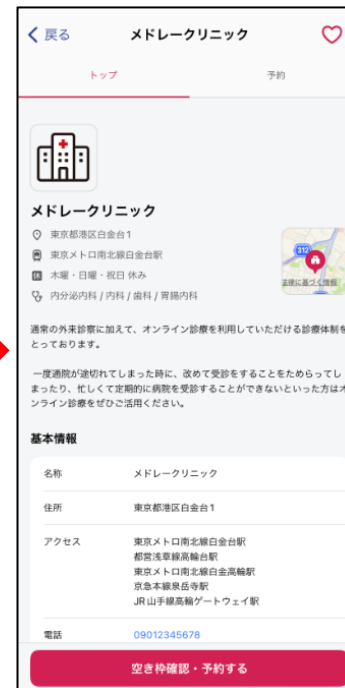 戻る
メドレークリニック
トップ
予約
メドレークリニック
東京都港区白金台1
東京メトロ南北線白金台駅
木曜・日曜・祝日 休み
内分泌内科 / 内科 / 歯科 / 胃腸内科
312
法律に基づく情報
通常の外来診察に加えて、オンライン診療を利用していただける診療体制を
とっております。
一度通院が途切れてしまった時に、改めて受診をすることをためらってし
まったり、忙しくて定期的に病院を受診することができないといった方はオ
ンライン診療をぜひご活用ください。
基本情報
名称
メドレークリニック
住所
東京都港区白金台1
アクセス
東京メトロ南北線白金台駅
都営浅草線高輪台駅
東京メトロ南北線白金高輪駅
京急本線泉岳寺駅
JR山手線高輪ゲートウェイ駅
電話
09012345678
空き枠確認・予約する